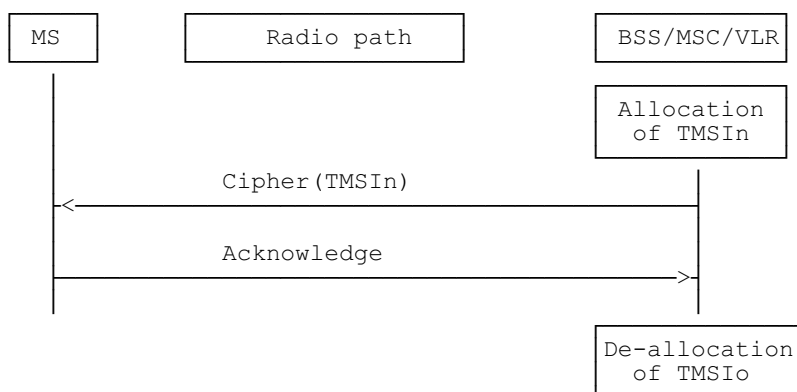 MS
Radio path
BSS/MSC/VLR
Allocation
of TMSIn
Cipher(TMSIn)
Acknowledge
De-allocation
of TMSIo